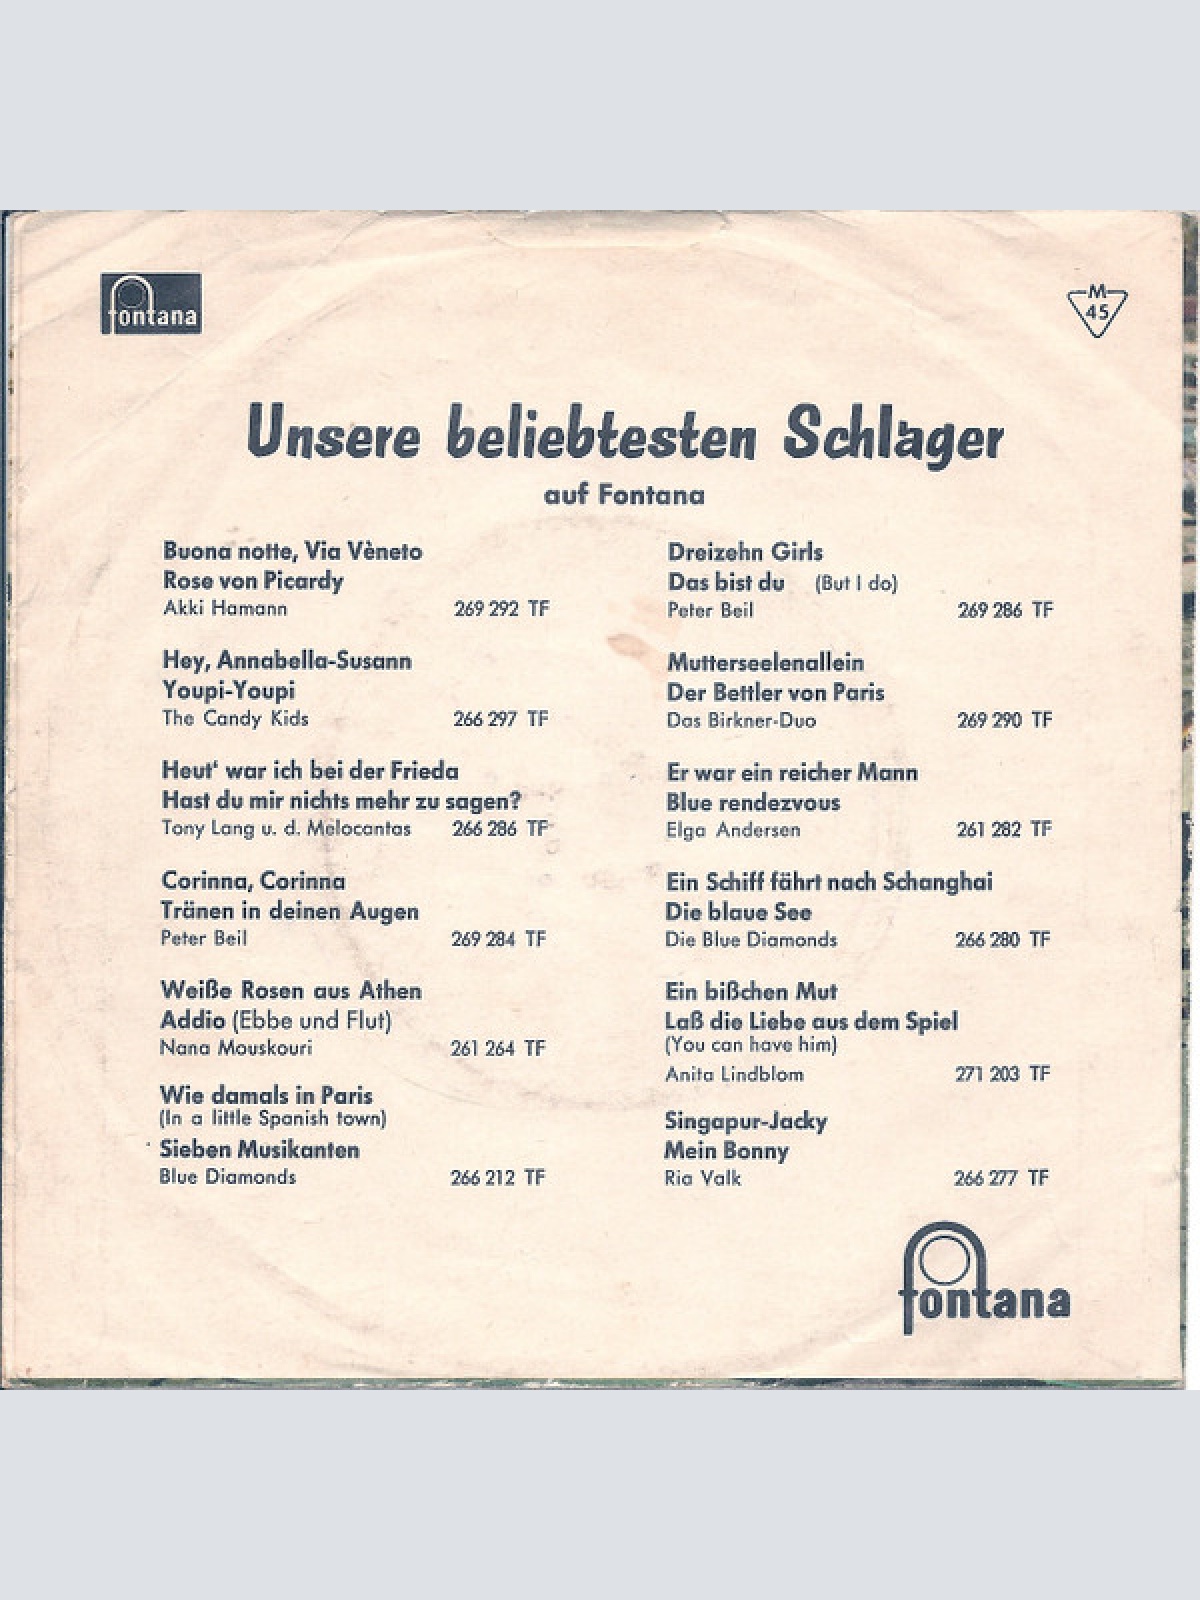 fontana
M
45
Unsere beliebtesten Schlager
auf Fontana
Buona notte, Via Vèneto
Rose von Picardy
Akki Hamann 269 292 TF
Hey, Annabella-Susann
Youpi-Youpi
The Candy Kids 266 297 TF
Heut' war ich bei der Frieda
Hast du mir nichts mehr zu sagen?
Tony Lang u. d. Melocantas 266 286 TF
Corinna, Corinna
Tränen in deinen Augen
Peter Beil 269 284 TF
Weiße Rosen aus Athen
Addio (Ebbe und Flut)
Nana Mouskouri 261 264 TF
Wie damals in Paris
(In a little Spanish town)
Sieben Musikanten
Blue Diamonds 266 212 TF
Dreizehn Girls
Das bist du (But I do)
Peter Beil 269 286 TF
Mutterseelenallein
Der Bettler von Paris
Das Birkner-Duo 269 290 TF
Er war ein reicher Mann
Blue rendezvous
Elga Andersen 261 282 TF
Ein Schiff fährt nach Schanghai
Die blaue See
Die Blue Diamonds 266 280 TF
Ein bißchen Mut
Laß die Liebe aus dem Spiel
(You can have him)
Anita Lindblom 271 203 TF
Singapur-Jacky
Mein Bonny
Ria Valk 266 277 TF
fontana